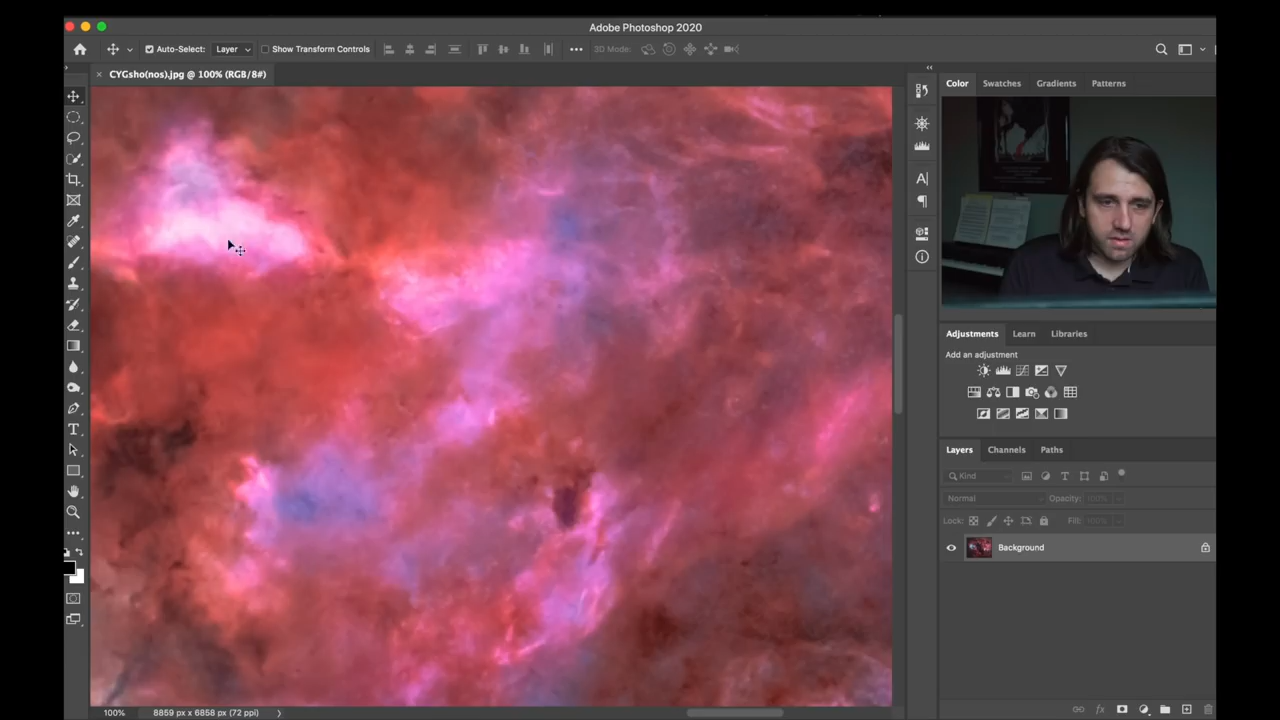 Adobe Photoshop 2020
Auto-Select: Layer Show Transform Controls 3D Mode:
CYGsho(nos).jpg @ 100% (RGB/8#)
Color Swatches Gradients Patterns
Adjustments Learn Libraries
Add an adjustment
Layers Channels Paths
Kind
Normal Opacity: 100%
Lock: Fill: 100%
Background
100% 8859 px x 6858 px (72 ppi)